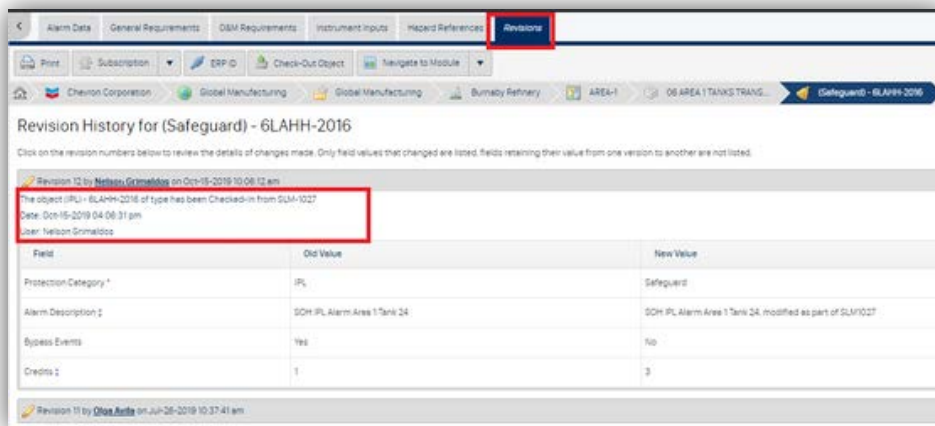 Alarm Data General Requirements O&M Requirements Instrument Inputs Hazard References Revisions
Print Subscription ERP ID Check-Out Object Navigate to Module
Chevron Corporation Global Manufacturing Global Manufacturing Burnaby Refinery AREA-1 06 AREA 1 TANKS TRANS... (Safeguard) - 6LAHH-2016
Revision History for (Safeguard) - 6LAHH-2016
Click on the revision numbers below to review the details of changes made. Only field values that changed are listed, fields retaining their value from one version to another are not listed.
Revision 12 by Nelson Grimaldos on Oct-15-2019 10:06:12 am
The object (IPL) - 6LAHH-2016 of type has been Checked-In from SLM-1027
Date: Oct-15-2019 04:06:31 pm
User: Nelson Grimaldos
Field Old Value New Value
Protection Category * IPL Safeguard
Alarm Description ‡ SOH IPL Alarm Area 1 Tank 24 SOH IPL Alarm Area 1 Tank 24, modified as part of SLM1027
Bypass Events Yes No
Credits ‡ 1 3
Revision 11 by Olga Avila on Jul-26-2019 10:37:41 am